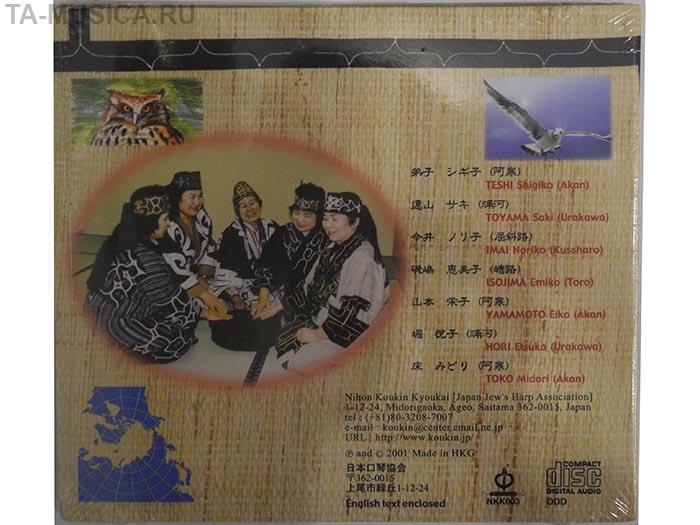 TA-MUSICA.RU
弟子 シギ子 (阿寒)
TESHI Shigiko (Akan)
遠山 サキ (浦河)
TOYAMA Saki (Urakawa)
今井 ノリ子 (屈斜路)
IMAI Noriko (Kussharo)
磯嶋 恵美子 (塘路)
ISOJIMA Emiko (Toro)
山本 栄子 (阿寒)
YAMAMOTO Eiko (Akan)
堀 悦子 (浦河)
HORI Etsuko (Urakawa)
床 みどり (阿寒)
TOKO Midori (Akan)
Nihon Koukin Kyoukai [Japan Jew's Harp Association]
1-12-24, Midorigaoka, Ageo, Saitama 362-0015, Japan
tel : (+81)80-3208-7007
e-mail : koukin@center.email.ne.jp
URL : http://www.koukin.jp/
℗ and © 2001 Made in HKG
日本口琴協会
〒362-0015
上尾市緑丘1-12-24
English text enclosed
NKK003
COMPACT
disc
DIGITAL AUDIO
DDD